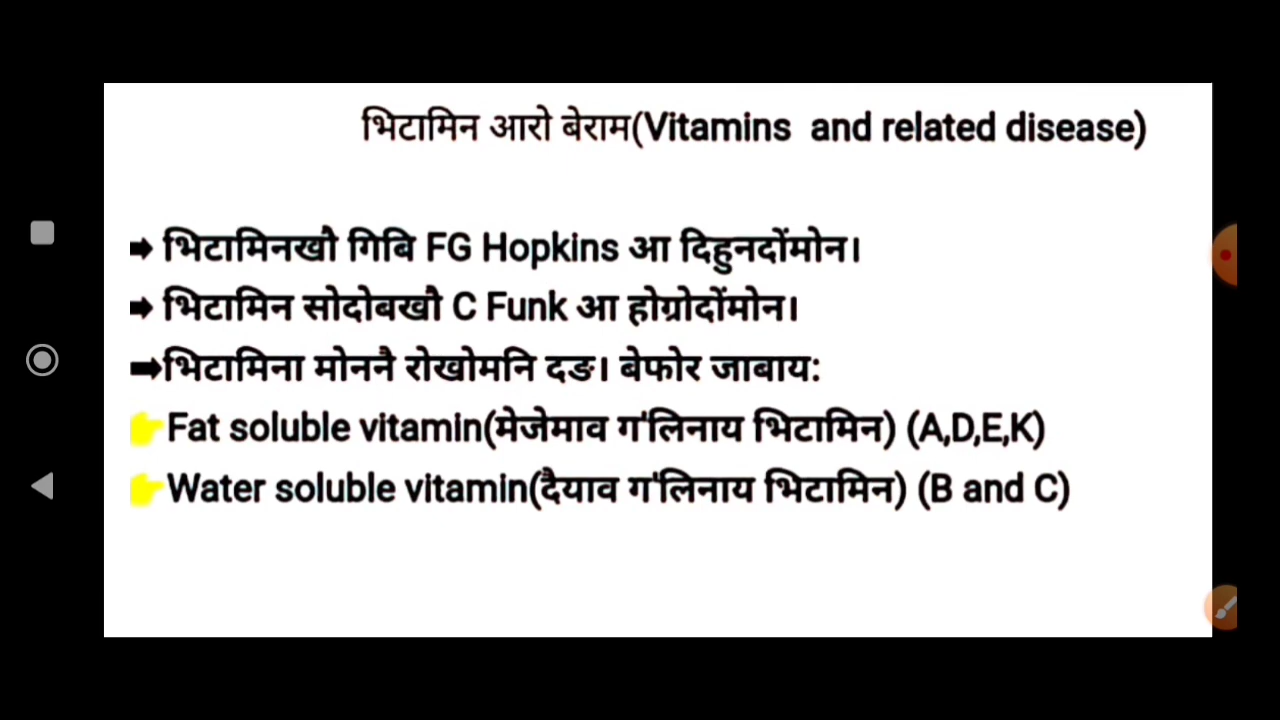 भिटामिन आरो बेराम(Vitamins and related disease)
➡ भिटामिनखौ गिबि FG Hopkins आ दिहुनदोंमोन।
➡ भिटामिन सोदोबखौ C Funk आ होग्रोदोंमोन।
➡भिटामिना मोननै रोखोमनि दङ। बेफोर जाबाय:
👉Fat soluble vitamin(मेजेमाव ग'लिनाय भिटामिन) (A,D,E,K)
👉Water soluble vitamin(दैयाव ग'लिनाय भिटामिन) (B and C)